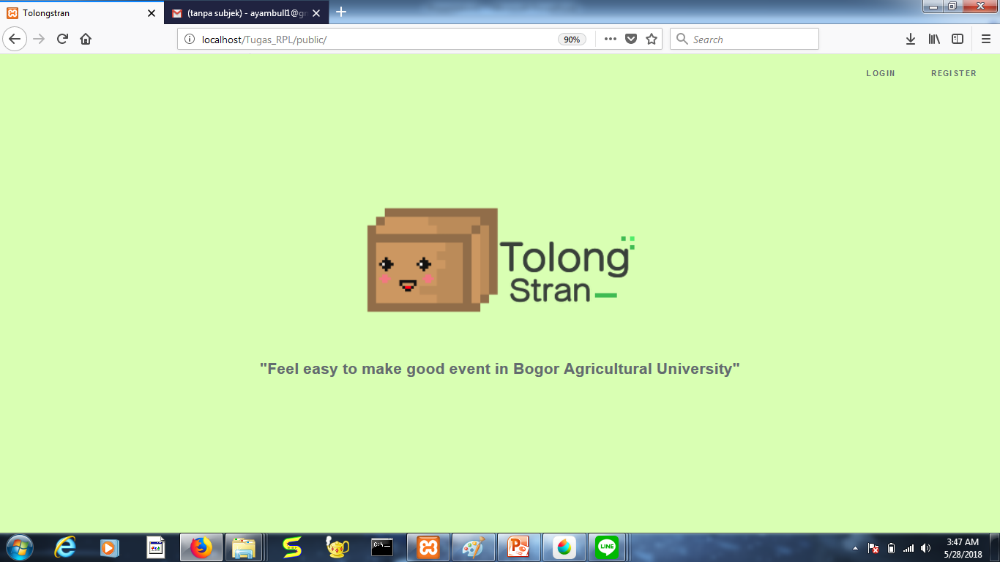 Tolongstran
(tanpa subjek) - ayambull1@gm
localhost/Tugas_RPL/public/
90%
Search
LOGIN
REGISTER
Tolong
Stran
"Feel easy to make good event in Bogor Agricultural University"
C:\
LINE
3:47 AM
5/28/2018